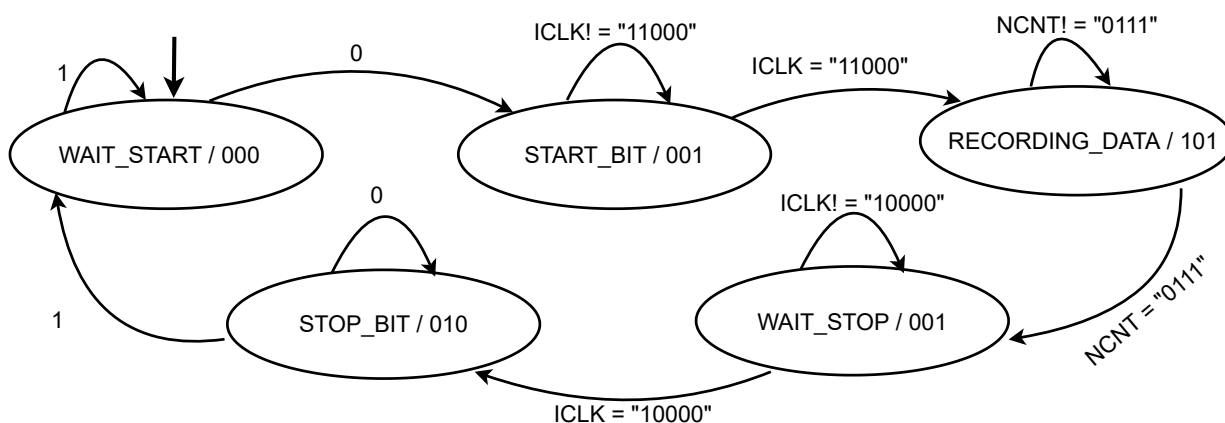 ICLK! = "11000"
NCNT! = "0111"
1
0
ICLK = "11000"
WAIT_START / 000
START_BIT / 001
RECORDING_DATA / 101
0
ICLK! = "10000"
1
STOP_BIT / 010
WAIT_STOP / 001
NCNT = "0111"
ICLK = "10000"